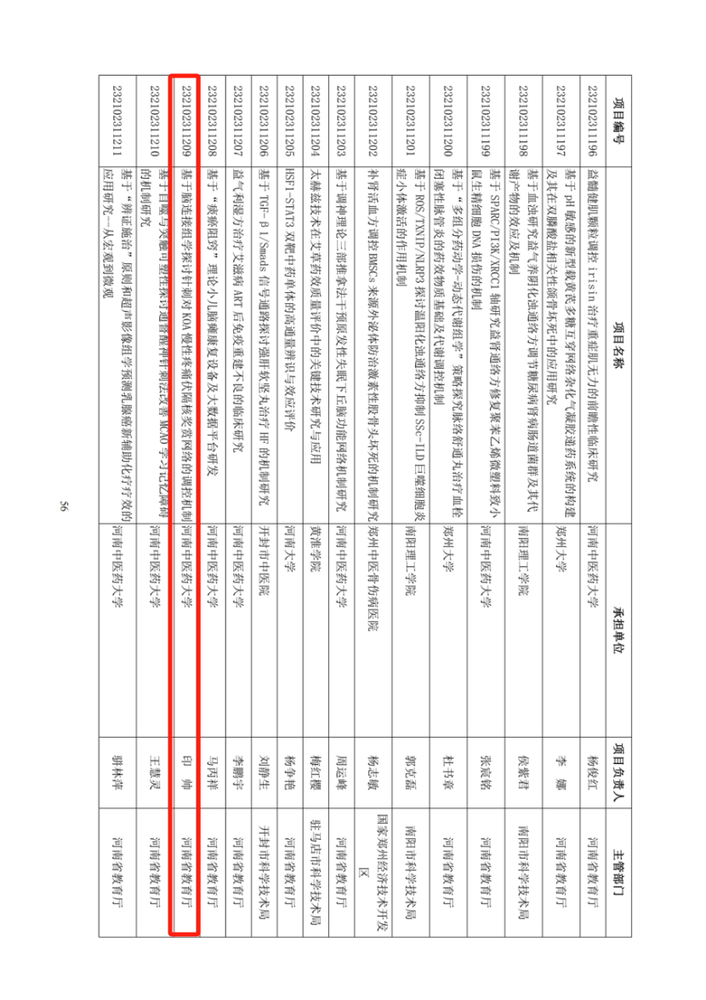 项目编号 项目名称 承担单位 项目负责人 主管部门
232102311196 益髓健肌颗粒调控 irisin 治疗重症肌无力的前瞻性临床研究 河南中医药大学 杨俊红 河南省教育厅
232102311197 基于 pH 敏感的新型载黄芪多糖互穿网络杂化气凝胶递药系统的构建
及其在双膦酸盐相关性颌骨坏死中的应用研究 郑州大学 李 娜 河南省教育厅
232102311198 基于血浊研究益气养阴化浊通络方调节糖尿病肾病肠道菌群及其代
谢产物的效应及机制 南阳理工学院 侯紫君 南阳市科学技术局
232102311199 基于 SPARC/PI3K/XRCC1 轴研究益肾通络方修复聚苯乙烯微塑料致小
鼠生精细胞 DNA 损伤的机制 河南中医药大学 张宸铭 河南省教育厅
232102311200 基于“多组分药动学-动态代谢组学”策略探究脉络舒通丸治疗血栓
闭塞性脉管炎的药效物质基础及代谢调控机制 郑州大学 杜书章 河南省教育厅
232102311201 基于 ROS/TXNIP/NLRP3 探讨温阳化浊通络方抑制 SSc-ILD 巨噬细胞炎
症小体激活的作用机制 南阳理工学院 郭克磊 南阳市科学技术局
232102311202 补肾活血方调控 BMSCs 来源外泌体防治激素性股骨头坏死的机制研究 郑州中医骨伤病医院 杨志敏 国家郑州经济技术开发
区
232102311203 基于调神理论三部推拿法干预原发性失眠下丘脑功能网络机制研究 河南中医药大学 周运峰 河南省教育厅
232102311204 太赫兹技术在艾草药效质量评价中的关键技术研究与应用 黄淮学院 梅红樱 驻马店市科学技术局
232102311205 HSF1-STAT3 双靶中药单体的高通量辨识与效应评价 河南大学 杨争艳 河南省教育厅
232102311206 基于 TGF-β1/Smads 信号通路探讨强肝软坚丸治疗 HF 的机制研究 开封市中医院 刘静生 开封市科学技术局
232102311207 益气利湿方治疗艾滋病 ART 后免疫重建不良的临床研究 河南中医药大学 李鹏宇 河南省教育厅
232102311208 基于“痰瘀阻窍”理论小儿脑瘫康复设备及大数据平台研发 河南中医药大学 马丙祥 河南省教育厅
232102311209 基于脑连接组学探讨针刺对 KOA 慢性疼痛伏隔核奖赏网络的调控机制 河南中医药大学 印 帅 河南省教育厅
232102311210 基于自噬与突触可塑性探讨通督醒神针刺法改善 MCAO 学习记忆障碍
的机制研究 河南中医药大学 王慧灵 河南省教育厅
232102311211 基于“辨证施治”原则和超声影像组学预测乳腺癌新辅助化疗疗效的
应用研究--从宏观到微观 河南中医药大学 骈林萍 河南省教育厅
56